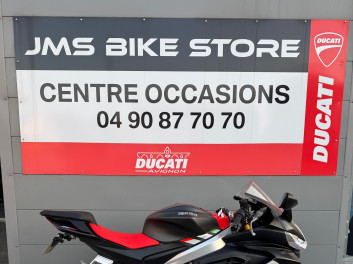 JMS BIKE STORE
CENTRE OCCASIONS
04 90 87 70 70
DUCATI
AVIGNON
DUCATI
DUCATI